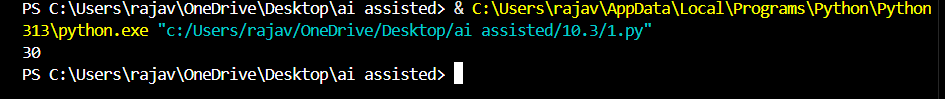 PS C:\Users\rajav\OneDrive\Desktop\ai assisted> & C:\Users\rajav\AppData\Local\Programs\Python\Python
313\python.exe "c:/Users/rajav/OneDrive/Desktop/ai assisted/10.3/1.py"
30
PS C:\Users\rajav\OneDrive\Desktop\ai assisted>